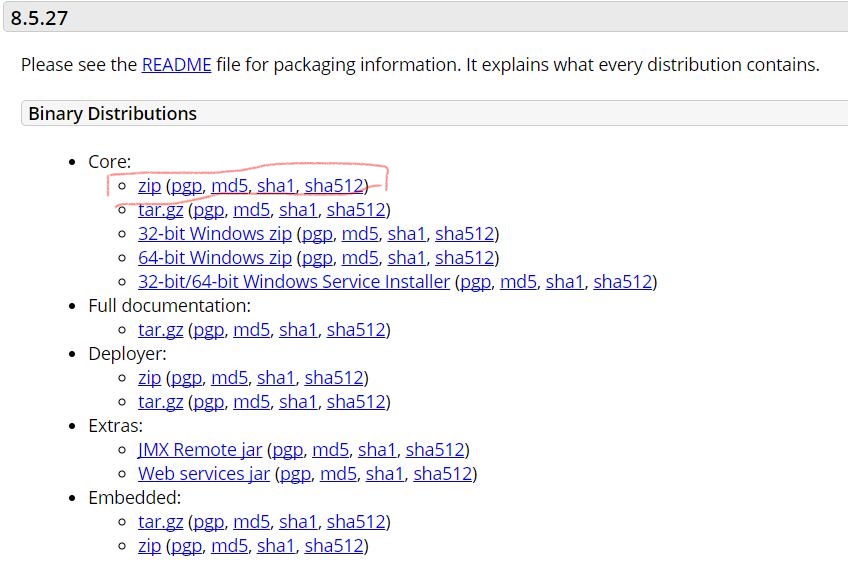 8.5.27
Please see the README file for packaging information. It explains what every distribution contains.
Binary Distributions
• Core:
○ zip (pgp, md5, sha1, sha512)
○ tar.gz (pgp, md5, sha1, sha512)
○ 32-bit Windows zip (pgp, md5, sha1, sha512)
○ 64-bit Windows zip (pgp, md5, sha1, sha512)
○ 32-bit/64-bit Windows Service Installer (pgp, md5, sha1, sha512)
• Full documentation:
○ tar.gz (pgp, md5, sha1, sha512)
• Deployer:
○ zip (pgp, md5, sha1, sha512)
○ tar.gz (pgp, md5, sha1, sha512)
• Extras:
○ JMX Remote jar (pgp, md5, sha1, sha512)
○ Web services jar (pgp, md5, sha1, sha512)
• Embedded:
○ tar.gz (pgp, md5, sha1, sha512)
○ zip (pgp, md5, sha1, sha512)